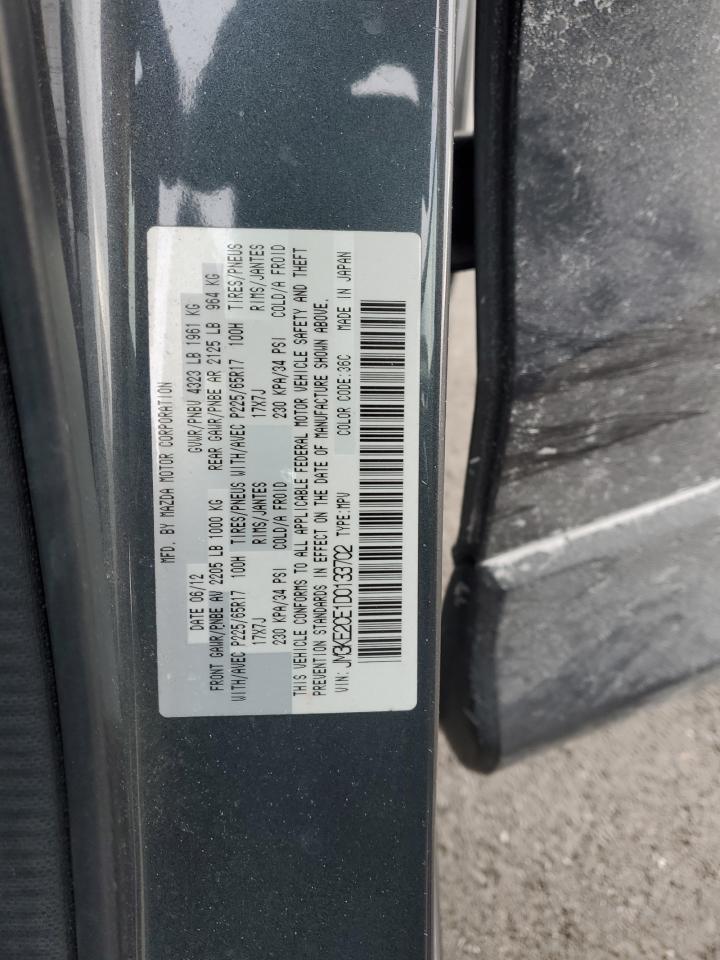 MFD. BY MAZDA MOTOR CORPORATION
DATE 06/12 GVWR/PNBV 4323 LB 1961 KG
FRONT GAWR/PNBE AV 2205 LB 1000 KG REAR GAWR/PNBE AR 2125 LB 964 KG
WITH/AVEC P225/65R17 100H TIRES/PNEUS WITH/AVEC P225/65R17 100H TIRES/PNEUS
17X7J RIMS/JANTES 17X7J RIMS/JANTES
230 KPA/34 PSI COLD/A FROID 230 KPA/34 PSI COLD/A FROID
THIS VEHICLE CONFORMS TO ALL APPLICABLE FEDERAL MOTOR VEHICLE SAFETY AND THEFT
PREVENTION STANDARDS IN EFFECT ON THE DATE OF MANUFACTURE SHOWN ABOVE.
VIN: JM3KE2CE1D0133702 TYPE:MPV COLOR CODE:36C MADE IN JAPAN